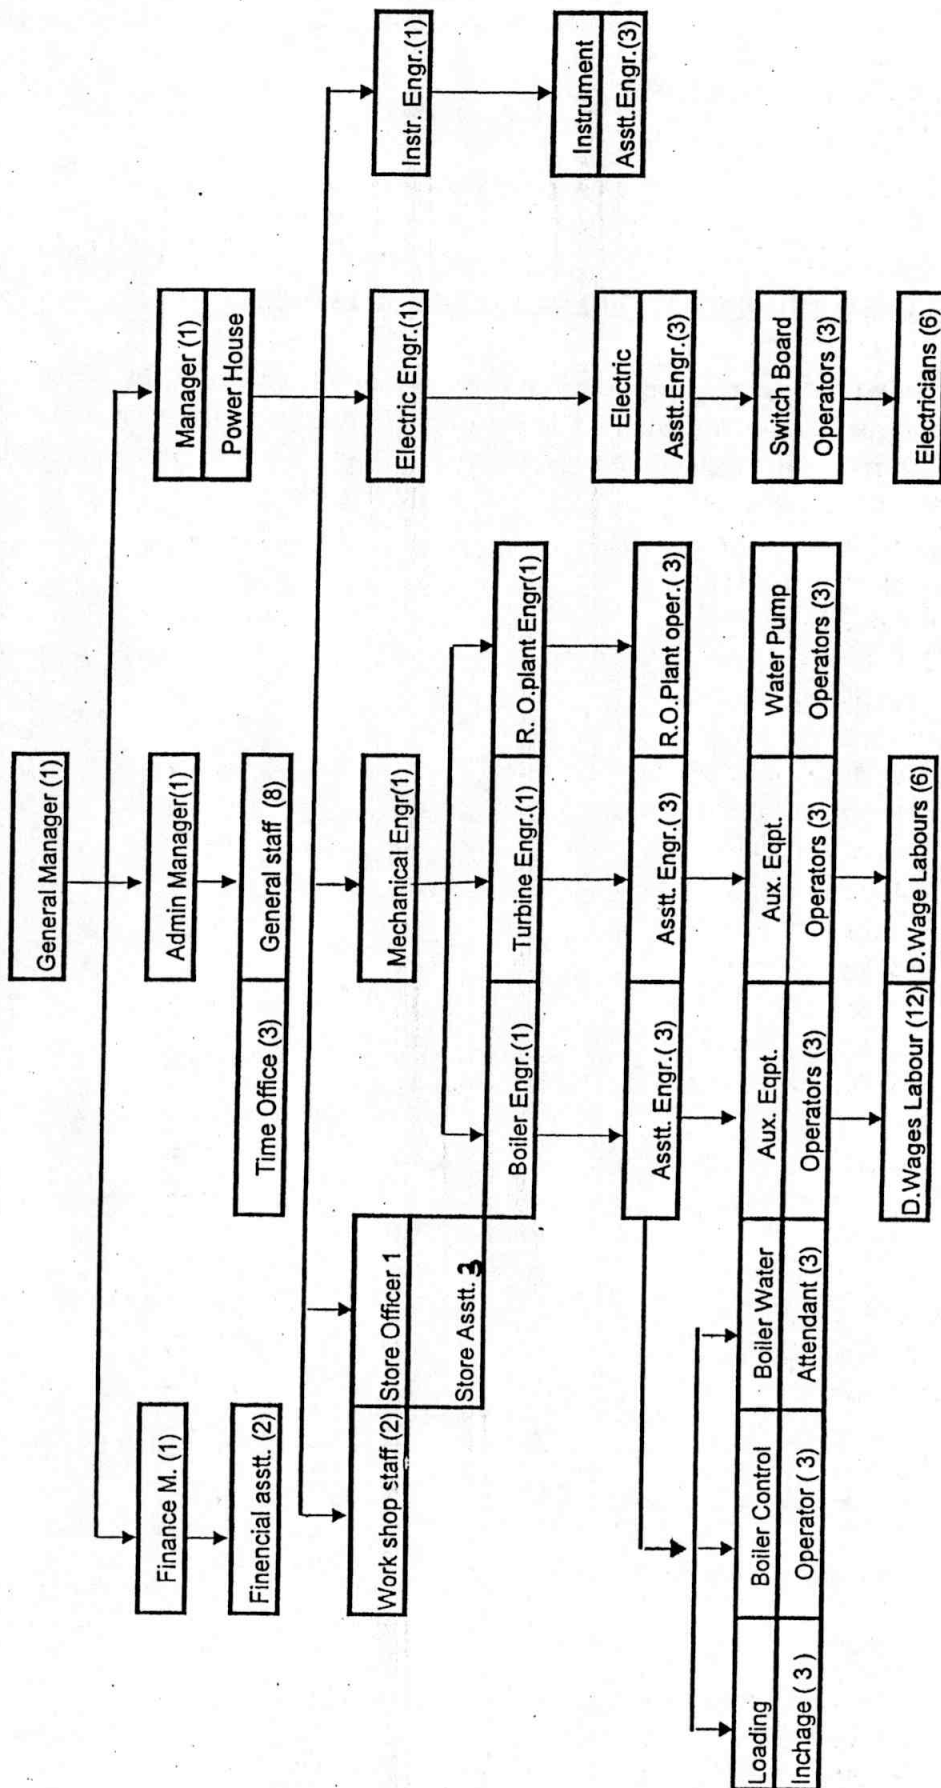 General Manager (1)
Finance M. (1)
Admin Manager(1)
Manager (1)
Power House
Finencial asstt. (2)
Time Office (3)
General staff (8)
Work shop staff (2)
Store Officer 1
Store Asstt. 3
Mechanical Engr(1)
Electric Engr.(1)
Instr. Engr.(1)
Boiler Engr.(1)
Turbine Engr.(1)
R. O.plant Engr(1)
Instrument
Asstt.Engr.(3)
Asstt. Engr.( 3)
Asstt. Engr.( 3)
R.O.Plant oper.( 3)
Electric
Asstt.Engr.(3)
Loading
Inchage ( 3 )
Boiler Control
Operator ( 3)
Boiler Water
Attendant (3)
Aux. Eqpt.
Operators (3)
Aux. Eqpt.
Operators (3)
Water Pump
Operators (3)
Switch Board
Operators (3)
D.Wages Labour (12)
D.Wage Labours (6)
Electricians (6)